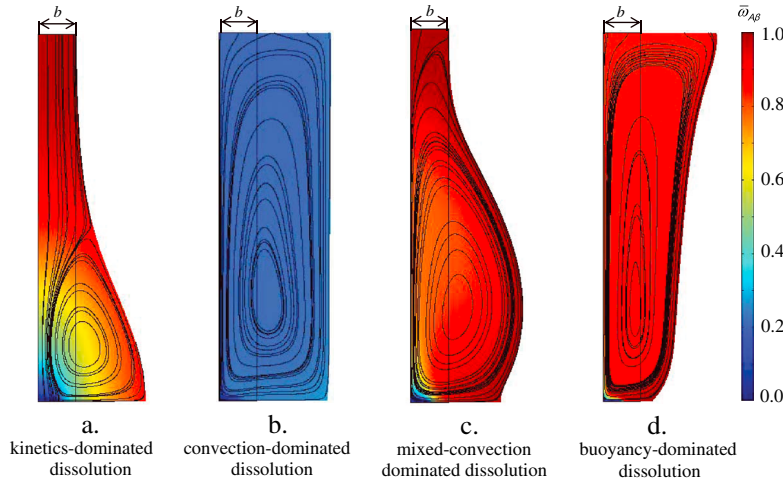 b b b b ω̅Aβ
1.0
0.8
0.6
0.4
0.2
0.0
a.
kinetics-dominated
dissolution
b.
convection-dominated
dissolution
c.
mixed-convection
dominated dissolution
d.
buoyancy-dominated
dissolution